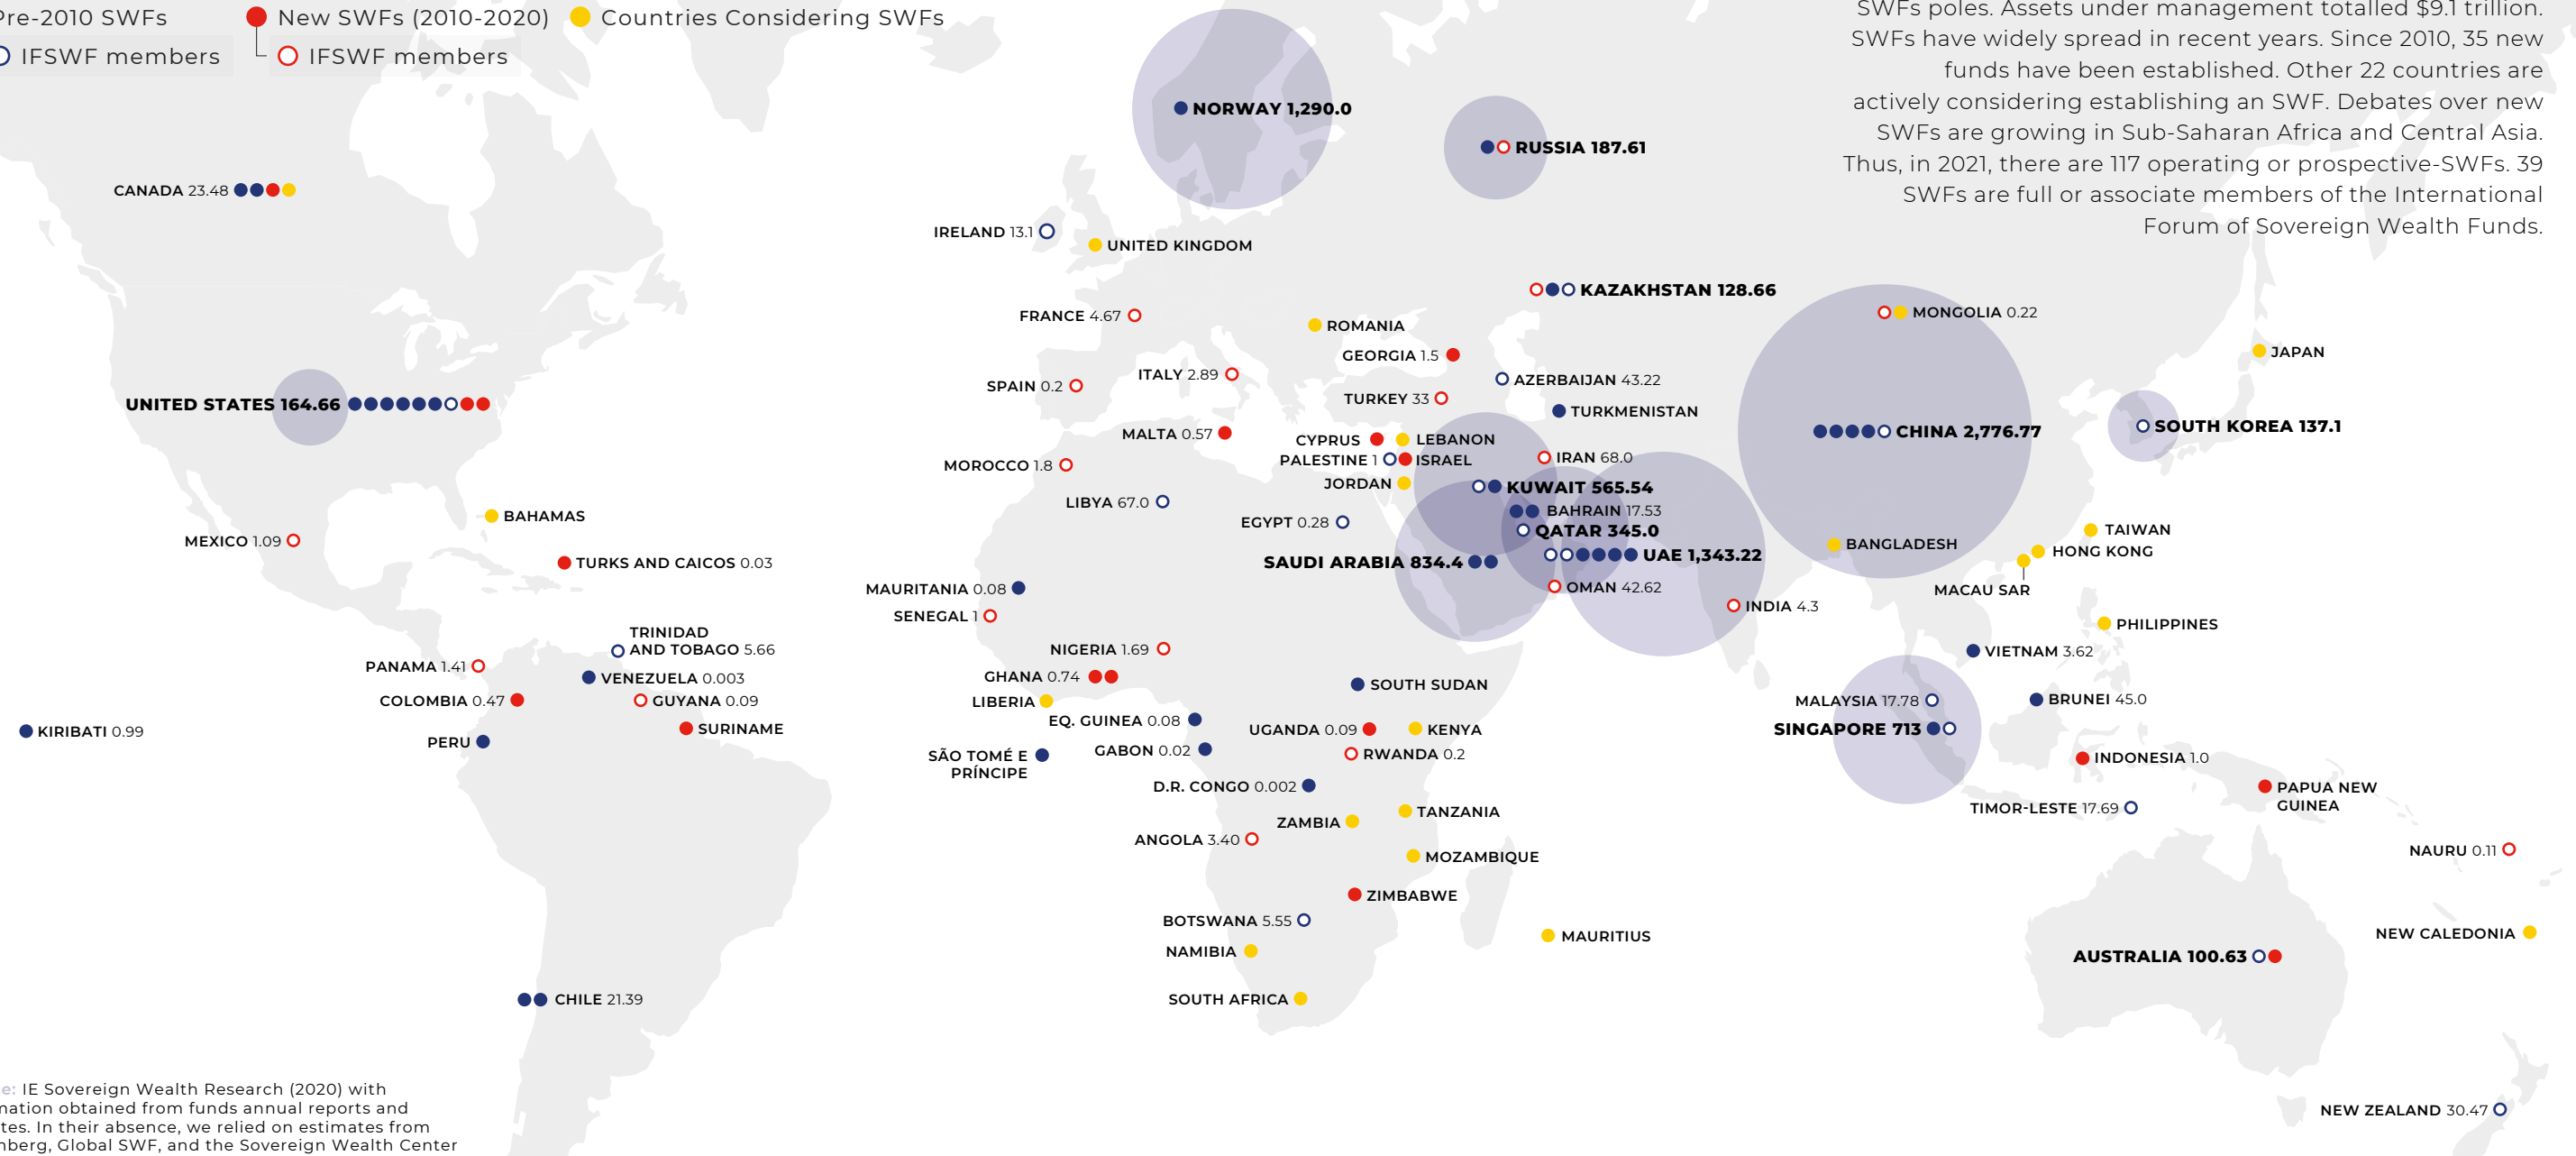 Pre-2010 SWFs
New SWFs (2010-2020)
Countries Considering SWFs
IFSWF members
IFSWF members
SWFs poles. Assets under management totalled $9.1 trillion.
SWFs have widely spread in recent years. Since 2010, 35 new
funds have been established. Other 22 countries are
actively considering establishing an SWF. Debates over new
SWFs are growing in Sub-Saharan Africa and Central Asia.
Thus, in 2021, there are 117 operating or prospective-SWFs. 39
SWFs are full or associate members of the International
Forum of Sovereign Wealth Funds.
NORWAY 1,290.0
RUSSIA 187.61
CANADA 23.48
IRELAND 13.1
UNITED KINGDOM
KAZAKHSTAN 128.66
FRANCE 4.67
MONGOLIA 0.22
ROMANIA
JAPAN
GEORGIA 1.5
ITALY 2.89
AZERBAIJAN 43.22
SPAIN 0.2
TURKEY 33
UNITED STATES 164.66
TURKMENISTAN
SOUTH KOREA 137.1
CHINA 2,776.77
MALTA 0.57
CYPRUS
LEBANON
IRAN 68.0
PALESTINE 1
ISRAEL
MOROCCO 1.8
JORDAN
KUWAIT 565.54
LIBYA 67.0
BAHRAIN 17.53
BAHAMAS
EGYPT 0.28
QATAR 345.0
TAIWAN
MEXICO 1.09
BANGLADESH
HONG KONG
UAE 1,343.22
SAUDI ARABIA 834.4
TURKS AND CAICOS 0.03
MACAU SAR
MAURITANIA 0.08
OMAN 42.62
INDIA 4.3
SENEGAL 1
PHILIPPINES
TRINIDAD
AND TOBAGO 5.66
NIGERIA 1.69
VIETNAM 3.62
PANAMA 1.41
VENEZUELA 0.003
GHANA 0.74
SOUTH SUDAN
COLOMBIA 0.47
GUYANA 0.09
LIBERIA
MALAYSIA 17.78
BRUNEI 45.0
EQ. GUINEA 0.08
SURINAME
UGANDA 0.09
KENYA
SINGAPORE 713
KIRIBATI 0.99
PERU
GABON 0.02
SÃO TOMÉ E
PRÍNCIPE
RWANDA 0.2
INDONESIA 1.0
D.R. CONGO 0.002
PAPUA NEW
GUINEA
TIMOR-LESTE 17.69
TANZANIA
ZAMBIA
ANGOLA 3.40
NAURU 0.11
MOZAMBIQUE
ZIMBABWE
BOTSWANA 5.55
MAURITIUS
NEW CALEDONIA
NAMIBIA
AUSTRALIA 100.63
CHILE 21.39
SOUTH AFRICA
NEW ZEALAND 30.47
e: IE Sovereign Wealth Research (2020) with
mation obtained from funds annual reports and
tes. In their absence, we relied on estimates from
nberg, Global SWF, and the Sovereign Wealth Center